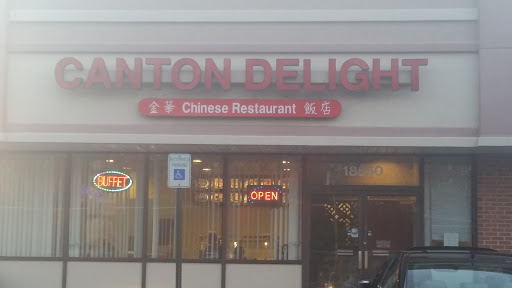 CANTON DELIGHT
金華 Chinese Restaurant 飯店
BUFFET
OPEN